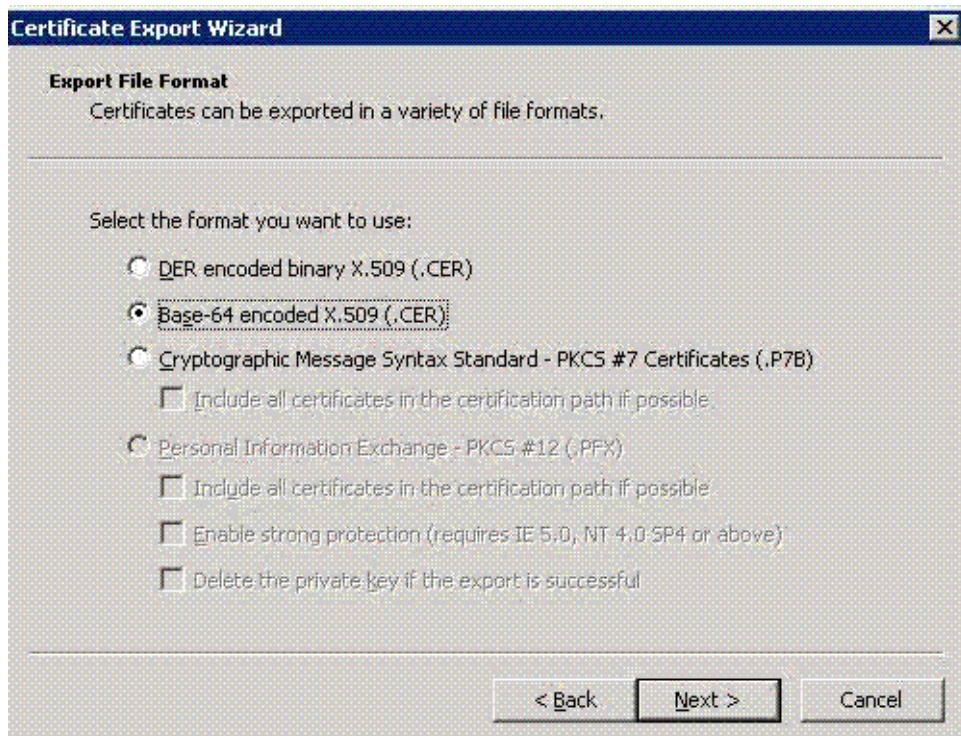 Certificate Export Wizard
Export File Format
Certificates can be exported in a variety of file formats.
Select the format you want to use:
DER encoded binary X.509 (.CER)
Base-64 encoded X.509 (.CER)
Cryptographic Message Syntax Standard - PKCS #7 Certificates (.P7B)
Include all certificates in the certification path if possible
Personal Information Exchange - PKCS #12 (.PFX)
Include all certificates in the certification path if possible
Enable strong protection (requires IE 5.0, NT 4.0 SP4 or above)
Delete the private key if the export is successful
< Back Next > Cancel